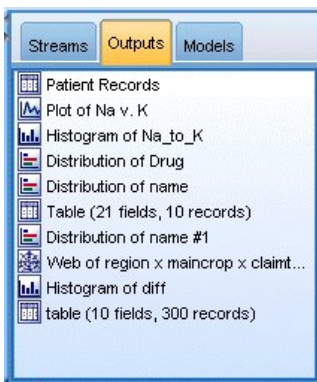 Streams Outputs Models
Patient Records
Plot of Na v. K
Histogram of Na_to_K
Distribution of Drug
Distribution of name
Table (21 fields, 10 records)
Distribution of name #1
Web of region x maincrop x claimt...
Histogram of diff
table (10 fields, 300 records)